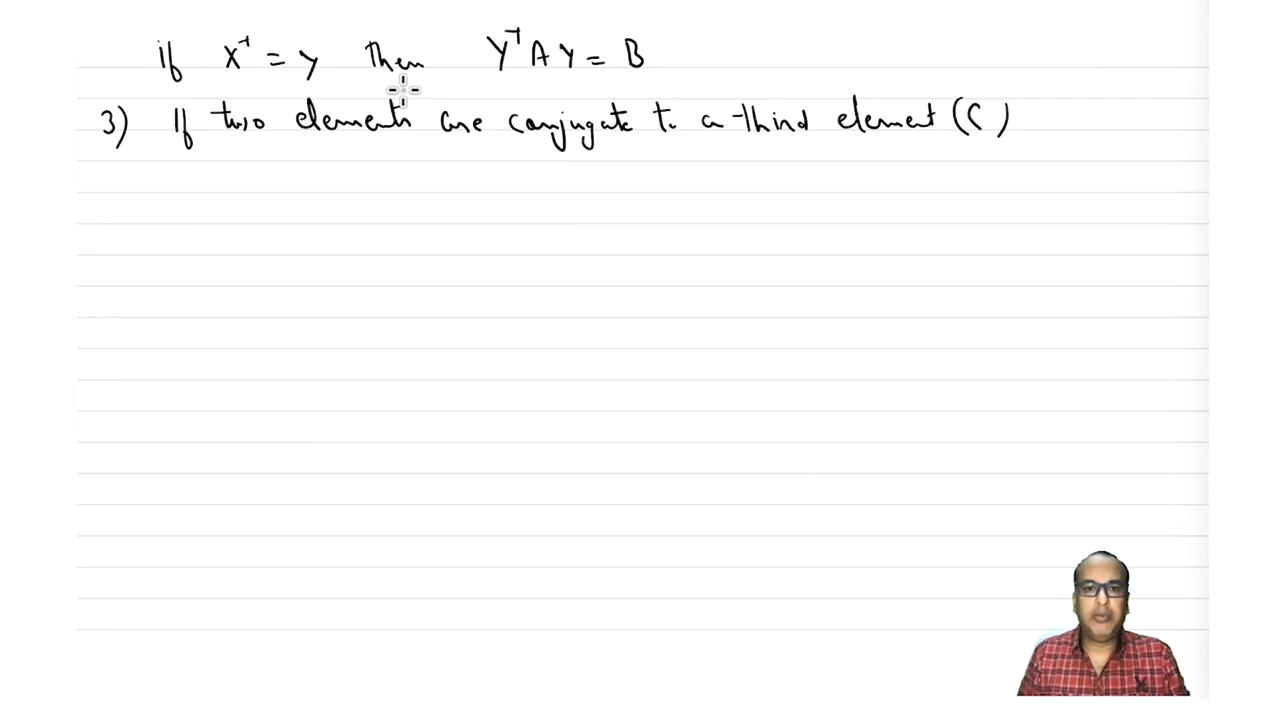 if X⁻¹ = y then Y⁻¹ A Y = B
3) If two elements are conjugate to a third element (C)